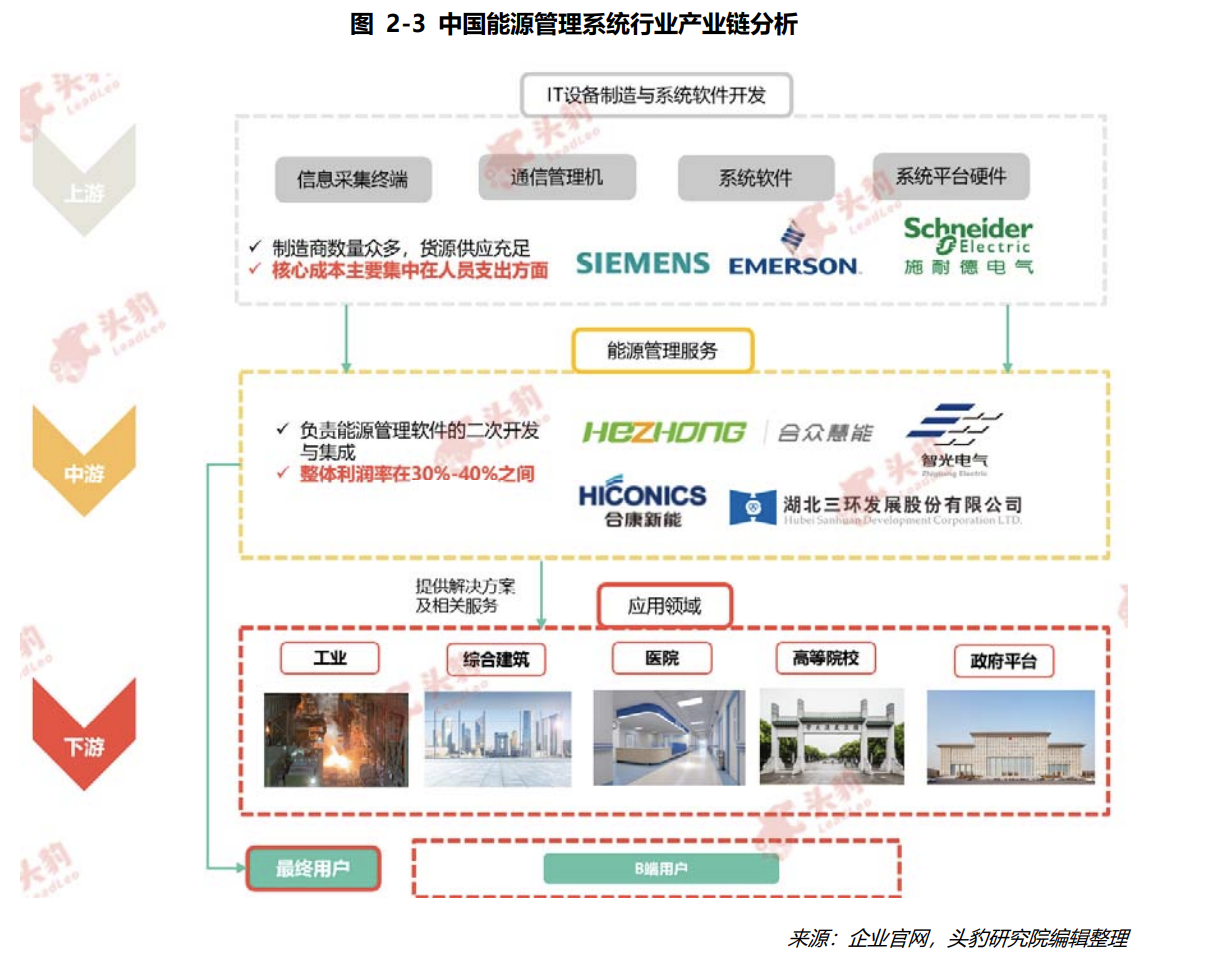 图 2-3 中国能源管理系统行业产业链分析
头豹
LeadLeo
IT设备制造与系统软件开发
上游
信息采集终端
通信管理机
系统软件
系统平台硬件
✓ 制造商数量众多，货源供应充足
✓ 核心成本主要集中在人员支出方面
SIEMENS
EMERSON
Schneider
Electric
施耐德电气
能源管理服务
中游
✓ 负责能源管理软件的二次开发
与集成
✓ 整体利润率在30%-40%之间
HEZHONG | 合众慧能
智光电气
HICONICS
合康新能
湖北三环发展股份有限公司
Hubei Sanhuan Development Corporation LTD.
提供解决方案
及相关服务
应用领域
下游
工业
综合建筑
医院
高等院校
政府平台
最终用户
B端用户
来源：企业官网，头豹研究院编辑整理